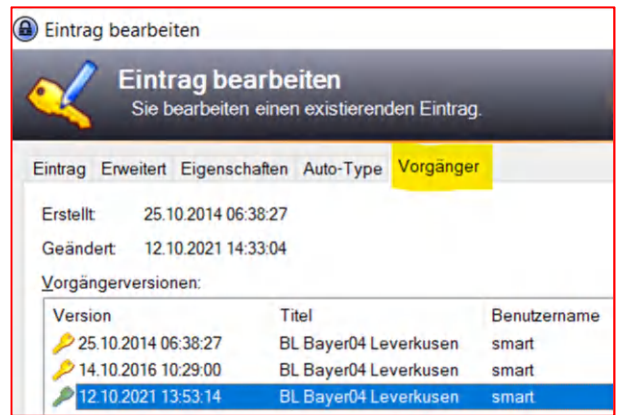 Eintrag bearbeiten
Eintrag bearbeiten
Sie bearbeiten einen existierenden Eintrag.
Eintrag Erweitert Eigenschaften Auto-Type Vorgänger
Erstellt: 25.10.2014 06:38:27
Geändert: 12.10.2021 14:33:04
Vorgängerversionen:
Version Titel Benutzername
25.10.2014 06:38:27 BL Bayer04 Leverkusen smart
14.10.2016 10:29:00 BL Bayer04 Leverkusen smart
12.10.2021 13:53:14 BL Bayer04 Leverkusen smart